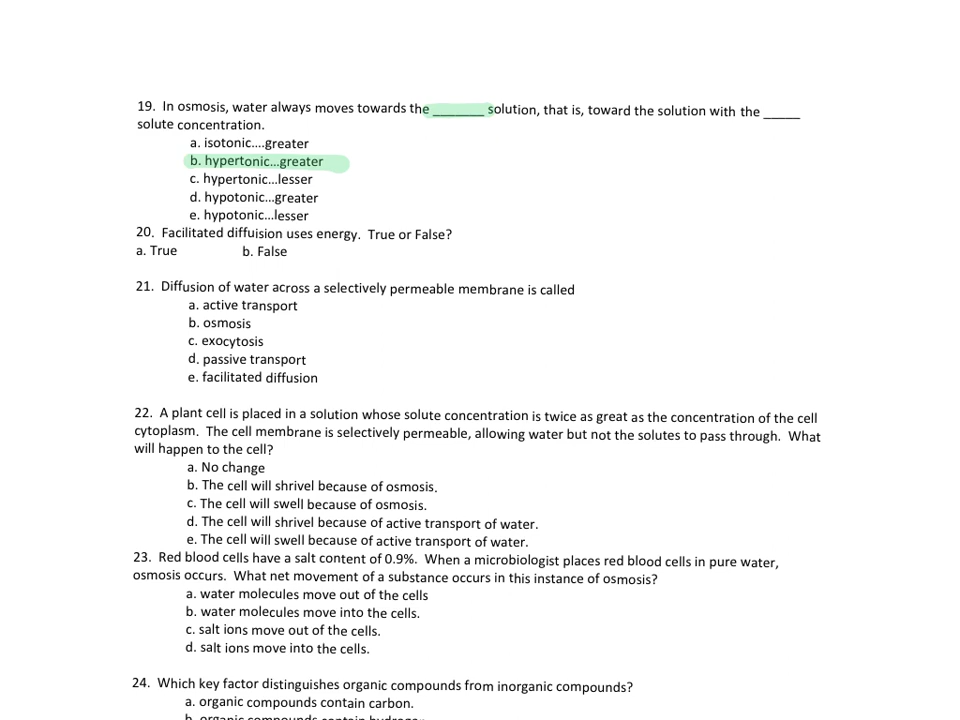 19. In osmosis, water always moves towards the _______ solution, that is, toward the solution with the _____
solute concentration.
a. isotonic....greater
b. hypertonic...greater
c. hypertonic...lesser
d. hypotonic...greater
e. hypotonic...lesser
20. Facilitated diffuision uses energy. True or False?
a. True b. False
21. Diffusion of water across a selectively permeable membrane is called
a. active transport
b. osmosis
c. exocytosis
d. passive transport
e. facilitated diffusion
22. A plant cell is placed in a solution whose solute concentration is twice as great as the concentration of the cell
cytoplasm. The cell membrane is selectively permeable, allowing water but not the solutes to pass through. What
will happen to the cell?
a. No change
b. The cell will shrivel because of osmosis.
c. The cell will swell because of osmosis.
d. The cell will shrivel because of active transport of water.
e. The cell will swell because of active transport of water.
23. Red blood cells have a salt content of 0.9%. When a microbiologist places red blood cells in pure water,
osmosis occurs. What net movement of a substance occurs in this instance of osmosis?
a. water molecules move out of the cells
b. water molecules move into the cells.
c. salt ions move out of the cells.
d. salt ions move into the cells.
24. Which key factor distinguishes organic compounds from inorganic compounds?
a. organic compounds contain carbon.
b. organic compounds contain